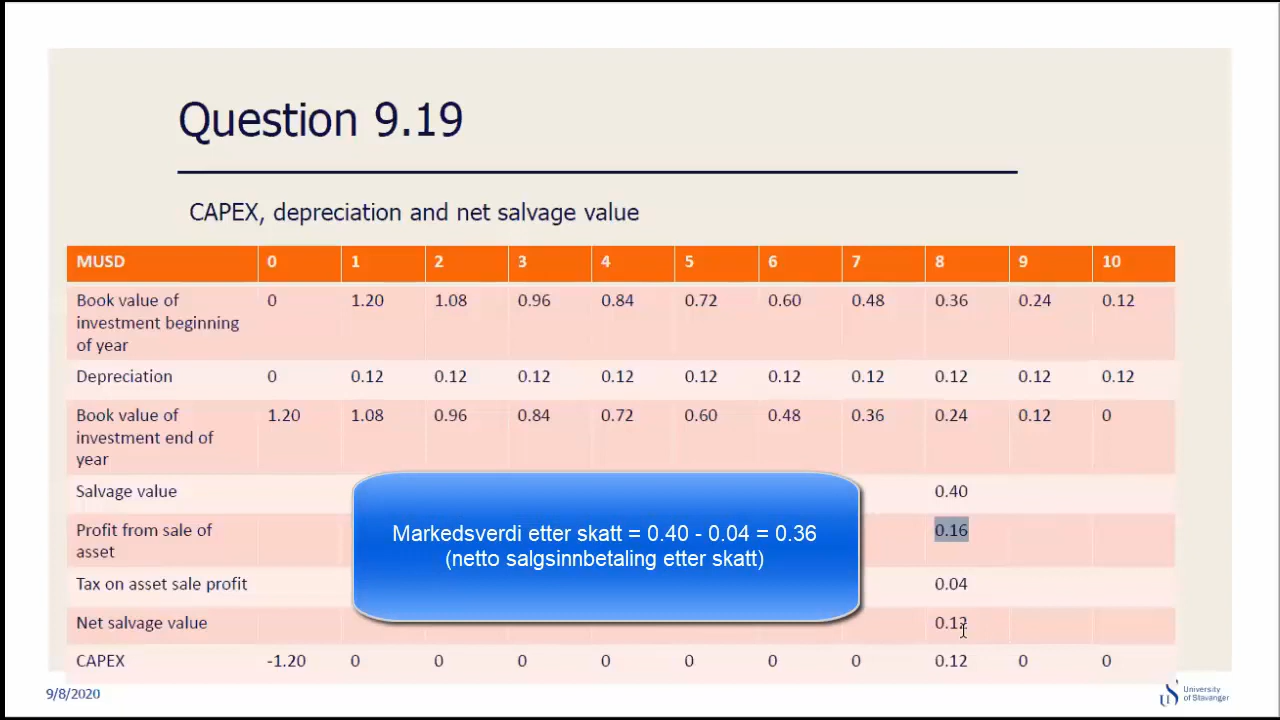 Question 9.19
CAPEX, depreciation and net salvage value
MUSD 0 1 2 3 4 5 6 7 8 9 10
Book value of 0 1.20 1.08 0.96 0.84 0.72 0.60 0.48 0.36 0.24 0.12
investment beginning
of year
Depreciation 0 0.12 0.12 0.12 0.12 0.12 0.12 0.12 0.12 0.12 0.12
Book value of 1.20 1.08 0.96 0.84 0.72 0.60 0.48 0.36 0.24 0.12 0
investment end of
year
Salvage value 0.40
Profit from sale of 0.16
asset
Markedsverdi etter skatt = 0.40 - 0.04 = 0.36
(netto salgsinnbetaling etter skatt)
Tax on asset sale profit 0.04
Net salvage value 0.12
CAPEX -1.20 0 0 0 0 0 0 0 0.12 0 0
9/8/2020
University
of Stavanger